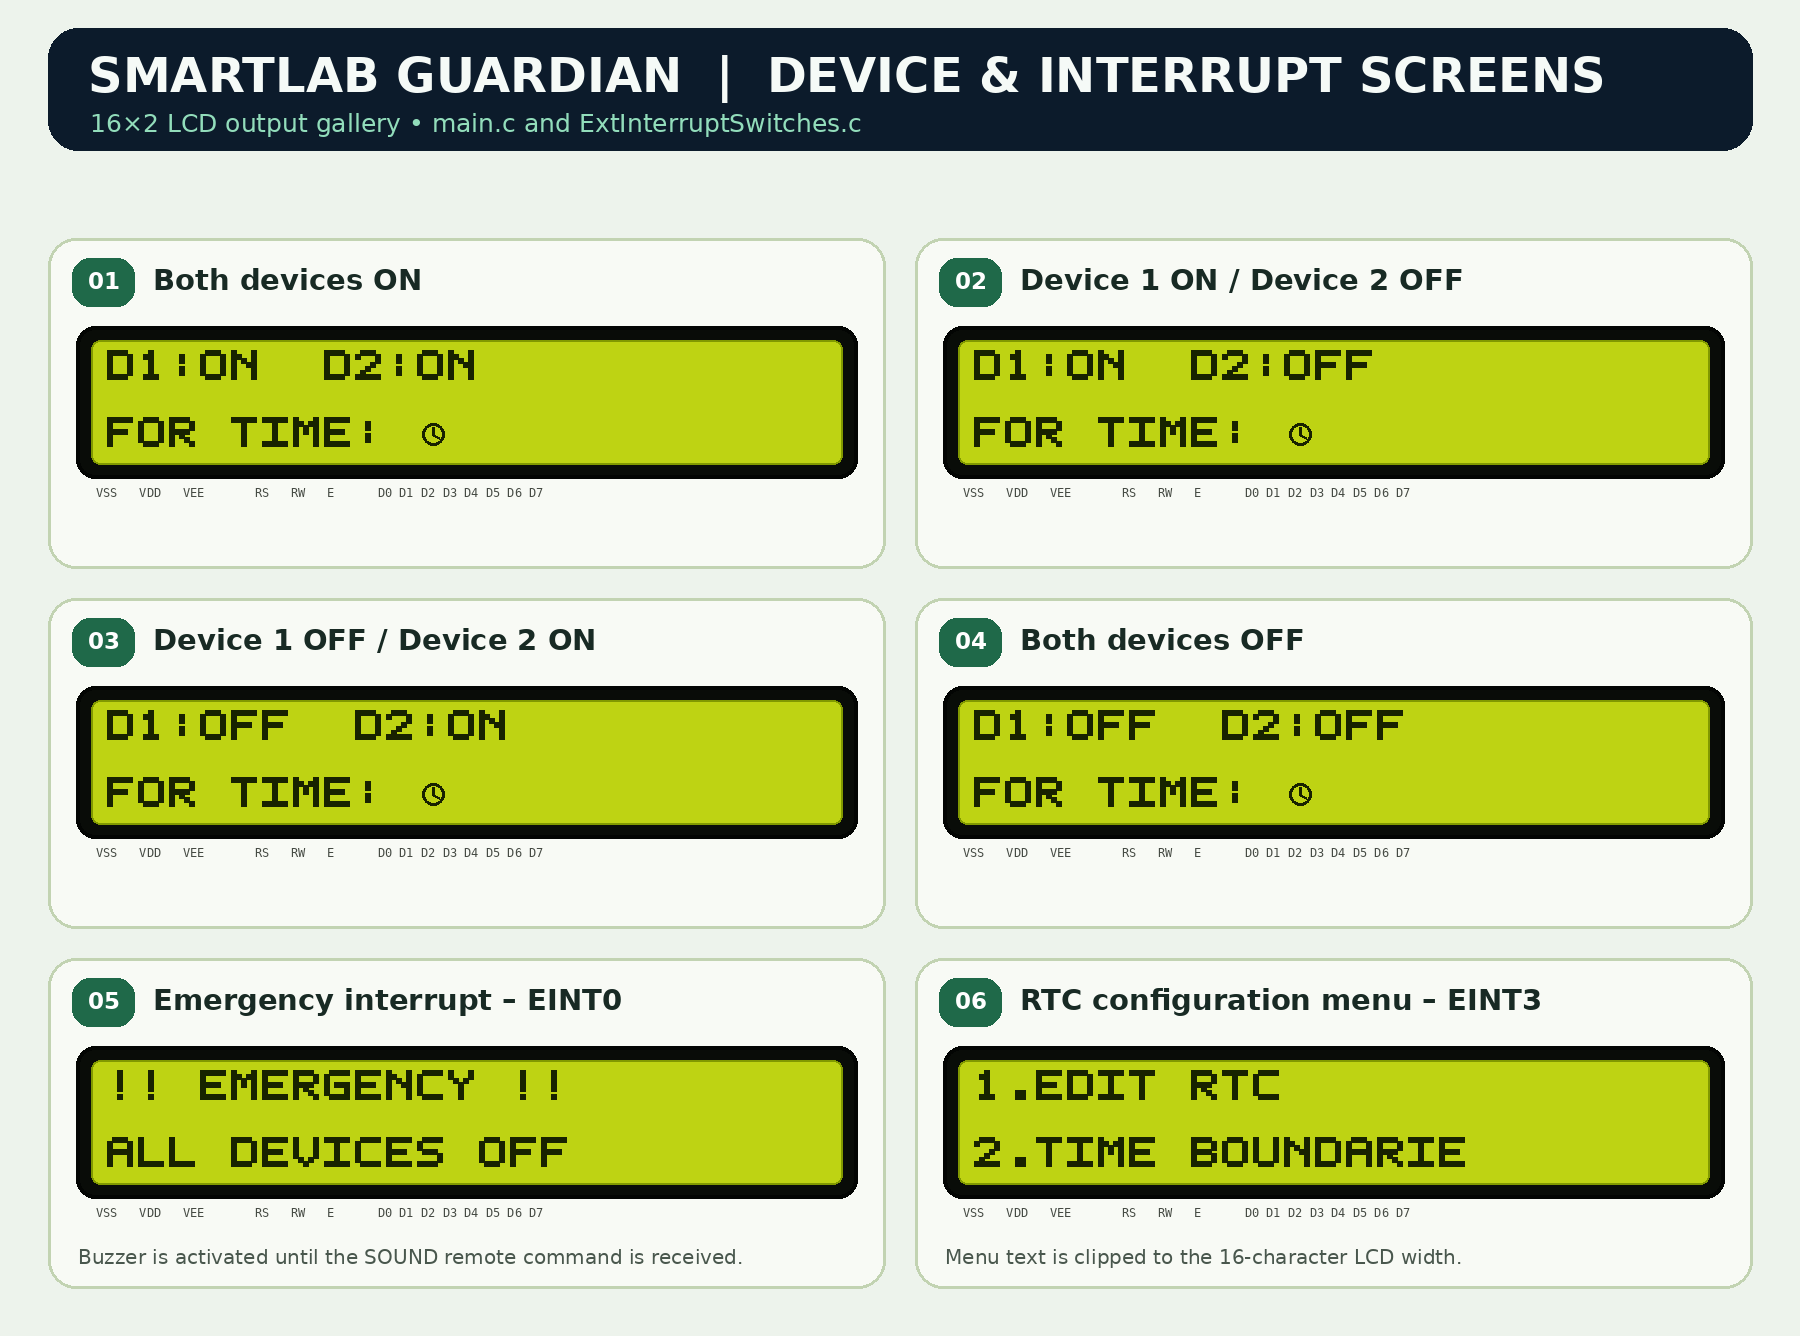 SMARTLAB GUARDIAN | DEVICE & INTERRUPT SCREENS
16×2 LCD output gallery • main.c and ExtInterruptSwitches.c
01 Both devices ON
D1:ON  D2:ON
FOR TIME:
VSS VDD VEE RS RW E D0 D1 D2 D3 D4 D5 D6 D7
02 Device 1 ON / Device 2 OFF
D1:ON  D2:OFF
FOR TIME:
VSS VDD VEE RS RW E D0 D1 D2 D3 D4 D5 D6 D7
03 Device 1 OFF / Device 2 ON
D1:OFF  D2:ON
FOR TIME:
VSS VDD VEE RS RW E D0 D1 D2 D3 D4 D5 D6 D7
04 Both devices OFF
D1:OFF  D2:OFF
FOR TIME:
VSS VDD VEE RS RW E D0 D1 D2 D3 D4 D5 D6 D7
05 Emergency interrupt – EINT0
!! EMERGENCY !!
ALL DEVICES OFF
VSS VDD VEE RS RW E D0 D1 D2 D3 D4 D5 D6 D7
Buzzer is activated until the SOUND remote command is received.
06 RTC configuration menu – EINT3
1.EDIT RTC
2.TIME BOUNDARIE
VSS VDD VEE RS RW E D0 D1 D2 D3 D4 D5 D6 D7
Menu text is clipped to the 16-character LCD width.